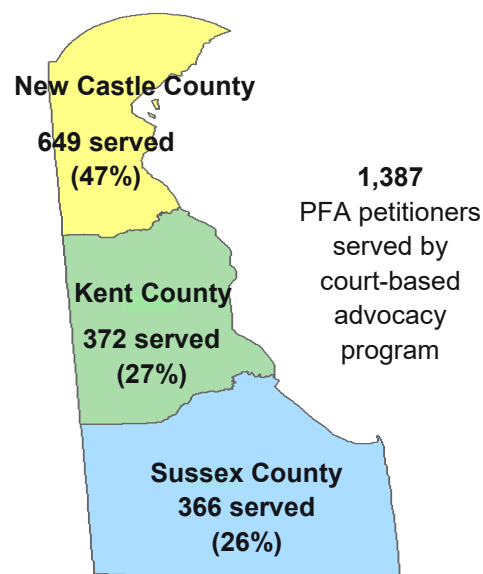 New Castle County
649 served
(47%)
1,387
PFA petitioners
served by
court-based
advocacy
program
Kent County
372 served
(27%)
Sussex County
366 served
(26%)